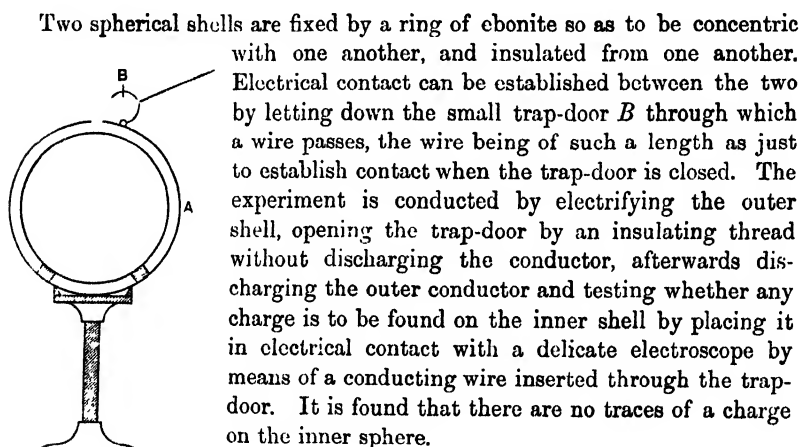 Two spherical shells are fixed by a ring of ebonite so as to be concentric
with one another, and insulated from one another.
Electrical contact can be established between the two
by letting down the small trap-door B through which
a wire passes, the wire being of such a length as just
to establish contact when the trap-door is closed. The
experiment is conducted by electrifying the outer
shell, opening the trap-door by an insulating thread
without discharging the conductor, afterwards dis-
charging the outer conductor and testing whether any
charge is to be found on the inner shell by placing it
in electrical contact with a delicate electroscope by
means of a conducting wire inserted through the trap-
door. It is found that there are no traces of a charge
on the inner sphere.
B
A